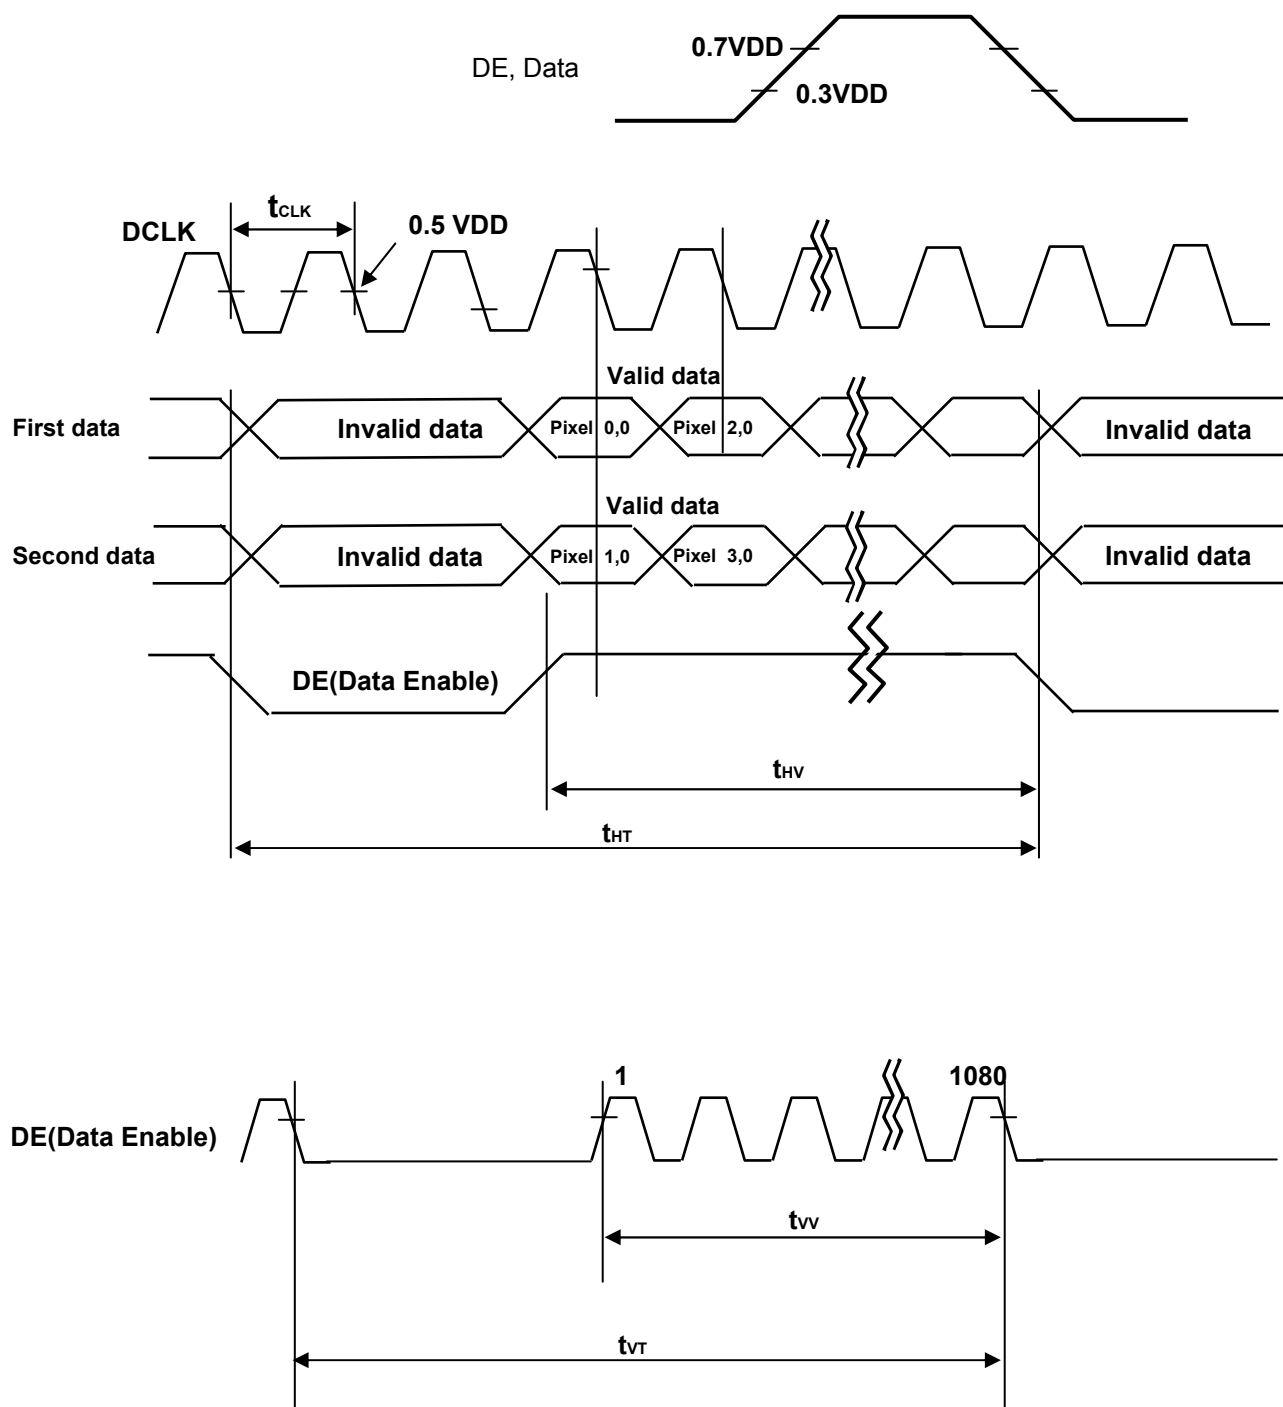 DE, Data
0.7VDD
0.3VDD
tCLK
DCLK
0.5 VDD
Valid data
First data
Invalid data
Pixel 0,0
Pixel 2,0
Invalid data
Valid data
Second data
Invalid data
Pixel 1,0
Pixel 3,0
Invalid data
DE(Data Enable)
tHV
tHT
1
1080
DE(Data Enable)
tVV
tVT